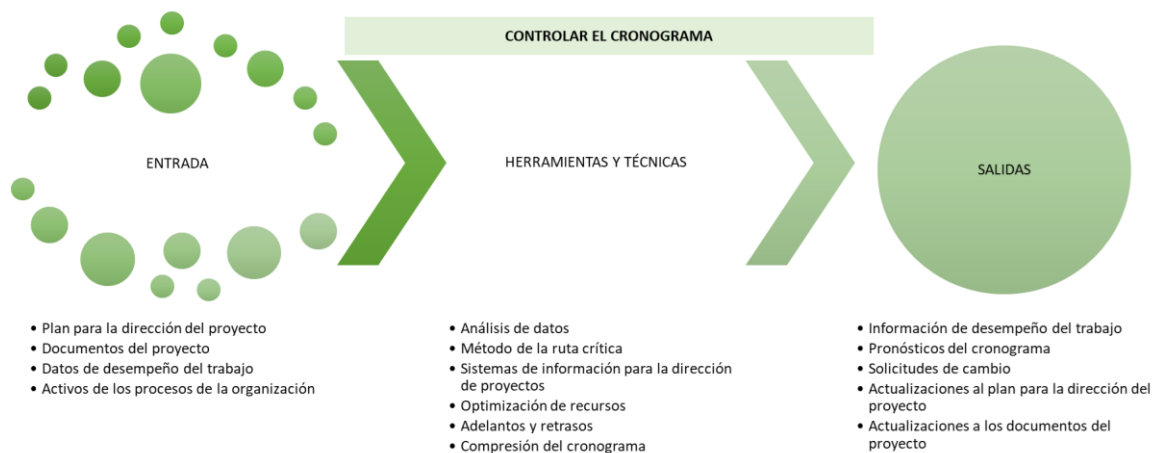 CONTROLAR EL CRONOGRAMA
ENTRADA
HERRAMIENTAS Y TÉCNICAS
SALIDAS
• Plan para la dirección del proyecto
• Documentos del proyecto
• Datos de desempeño del trabajo
• Activos de los procesos de la organización
• Análisis de datos
• Método de la ruta crítica
• Sistemas de información para la dirección
de proyectos
• Optimización de recursos
• Adelantos y retrasos
• Compresión del cronograma
• Información de desempeño del trabajo
• Pronósticos del cronograma
• Solicitudes de cambio
• Actualizaciones al plan para la dirección del
proyecto
• Actualizaciones a los documentos del
proyecto